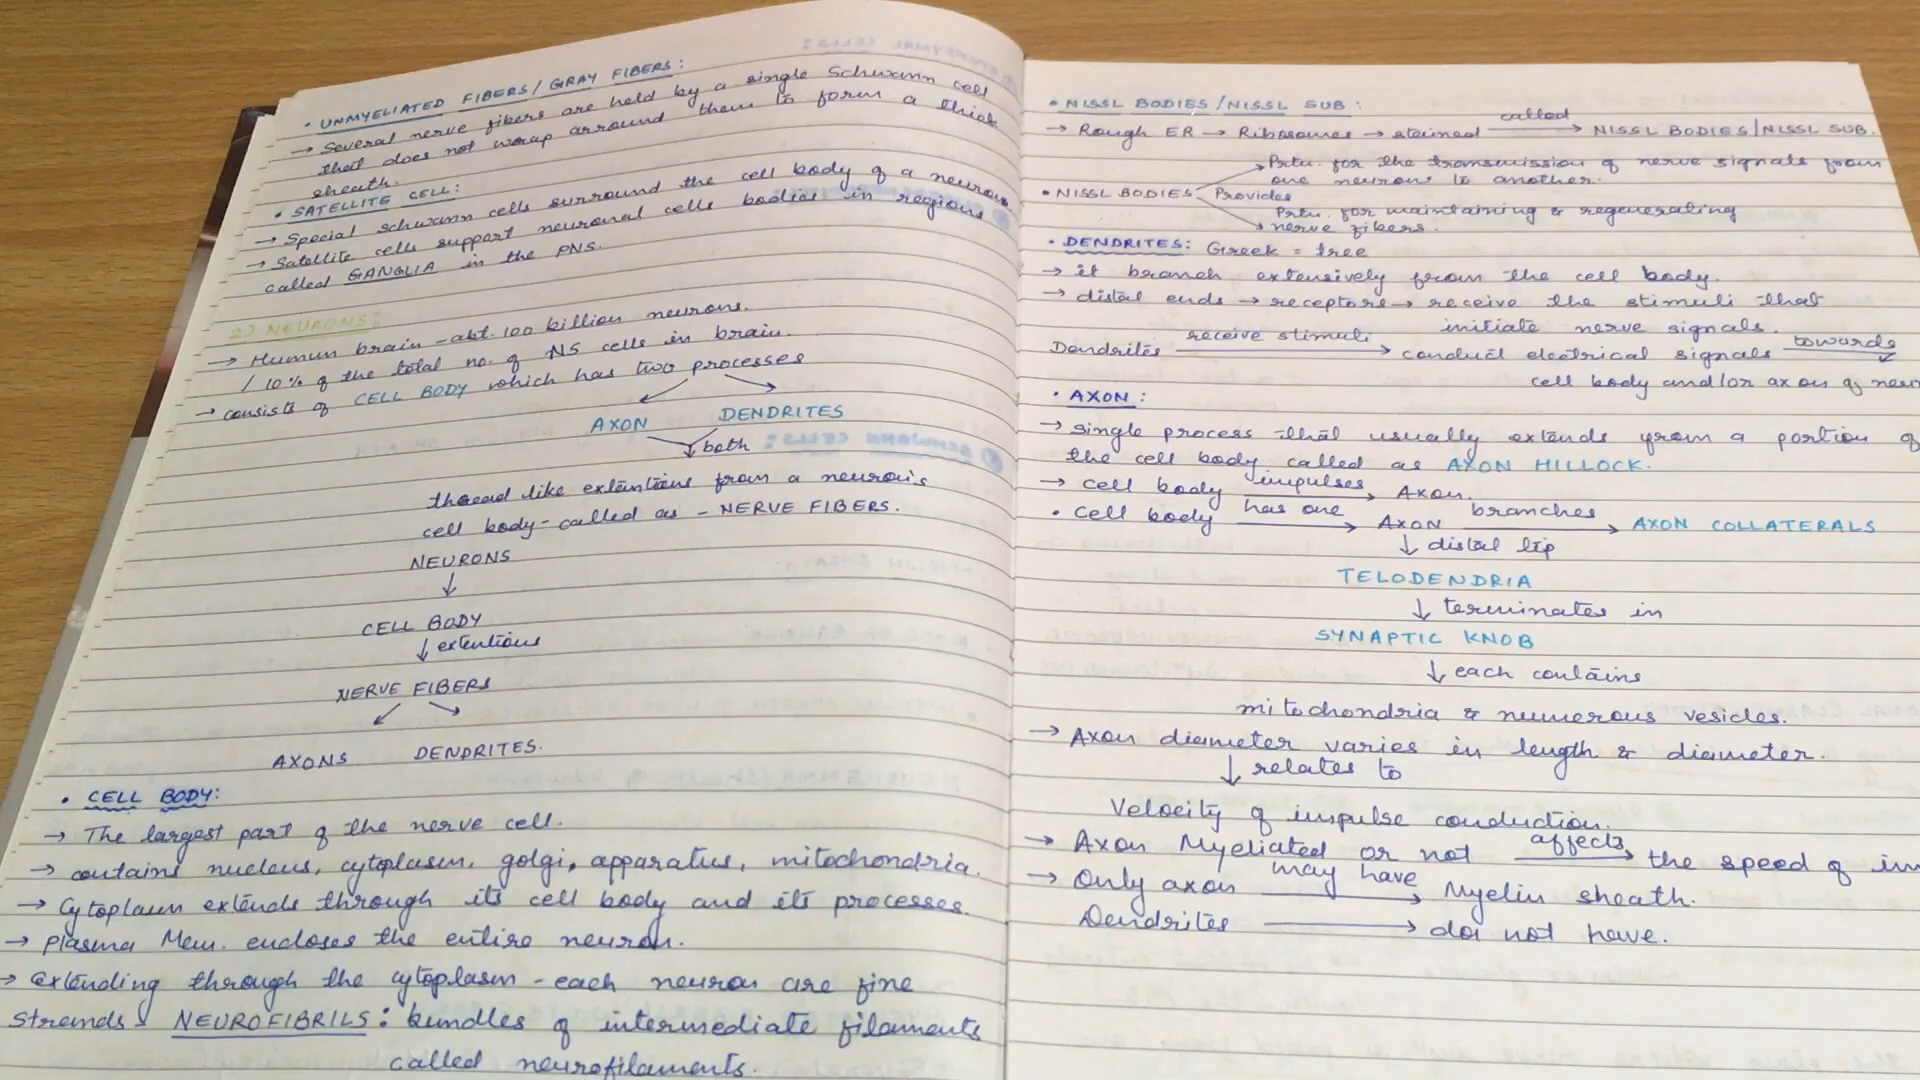 • UNMYELIATED FIBERS/GRAY FIBERS:
→ Several nerve fibers are held by a single Schwann cell
that does not wrap arround them to form a thick
sheath.
• SATELLITE CELL:
→ Special schwann cells surround the cell body of a neurons.
→ Satellite cells support neuronal cells bodies in regions
called GANGLIA in the PNS.
2) NEURONS:
→ Human brain - abt. 100 billion neurons.
/ 10% of the total no. of NS cells in brain.
→ consists of CELL BODY which has two processes
AXON DENDRITES
↓ both
thread like extentions from a neuron's
cell body - called as - NERVE FIBERS.
NEURONS
↓
CELL BODY
↓ extentions
NERVE FIBERS
AXONS DENDRITES.
• CELL BODY:
→ The largest part of the nerve cell.
→ contains nucleus, cytoplasm, golgi, apparatus, mitochondria.
→ Cytoplasm extends through its cell body and its processes.
→ plasma Mem. encloses the entire neuron.
→ extending through the cytoplasm - each neuron are fine
strands NEUROFIBRILS: bundles of intermediate filaments
called neurofilaments.
• NISSL BODIES/NISSL SUB:
→ Rough ER → Ribosomes → stained called → NISSL BODIES/NISSL SUB.
Prtn. for the transmission of nerve signals from
one neuron to another.
• NISSL BODIES Provides
Prtn. for maintaining & regenerating
nerve fibers.
• DENDRITES: Greek = tree
→ it branch extensively from the cell body.
→ distal ends → receptors → receive the stimuli that
initiate nerve signals.
Dendrites receive stimuli → conduct electrical signals towards
cell body and/or axon of
• AXON:
→ single process that usually extends from a portion of
the cell body called as AXON HILLOCK.
→ cell body impulses → Axon.
• Cell body has one → AXON branches → AXON COLLATERALS
↓ distal tip
TELODENDRIA
↓ terminates in
SYNAPTIC KNOB
↓ each contains
mitochondria & numerous vesicles.
→ Axon diameter varies in length & diameter.
↓ relates to
Velocity of impulse conduction.
→ Axon Myeliated or not affects → the speed of
→ Only axon may have → Myelin sheath.
Dendrites → doi not have.